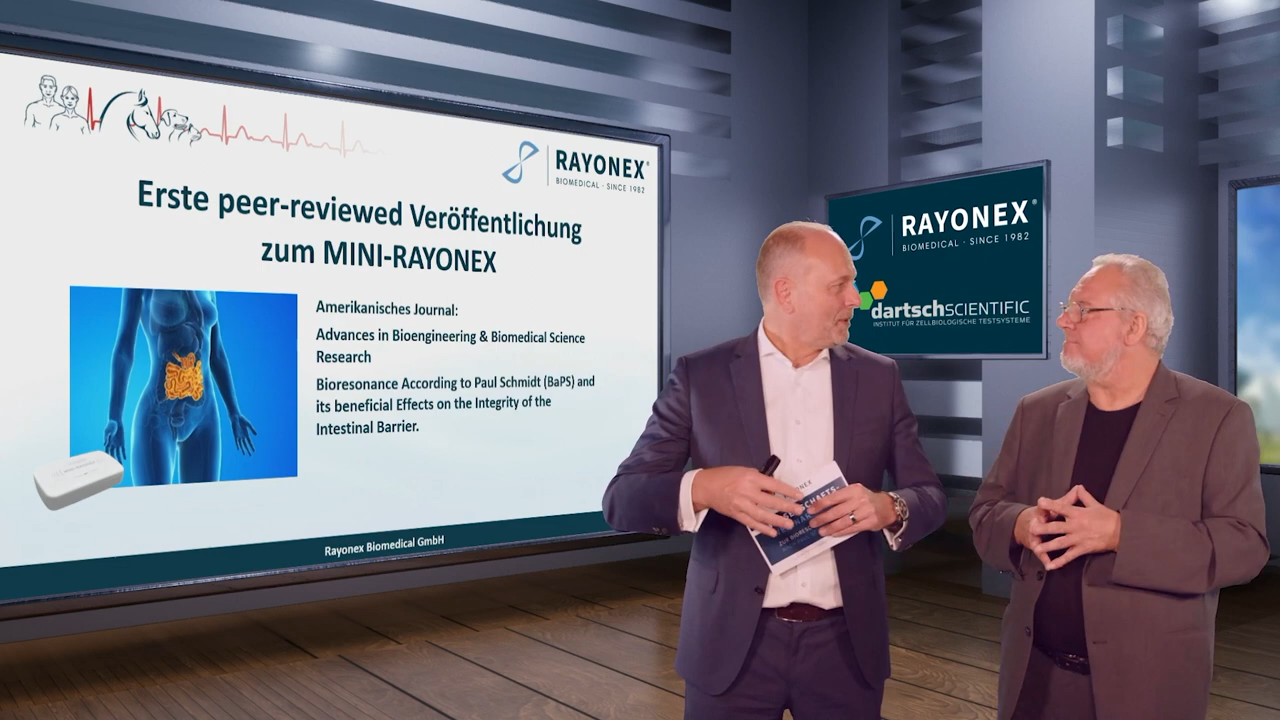 RAYONEX®
BIOMEDICAL · SINCE 1982
Erste peer-reviewed Veröffentlichung
zum MINI-RAYONEX
Amerikanisches Journal:
Advances in Bioengineering & Biomedical Science
Research
Bioresonance According to Paul Schmidt (BaPS) and
its beneficial Effects on the Integrity of the
Intestinal Barrier.
Rayonex Biomedical GmbH
RAYONEX®
BIOMEDICAL · SINCE 1982
dartschSCIENTIFIC
INSTITUT FÜR ZELLBIOLOGISCHE TESTSYSTEME